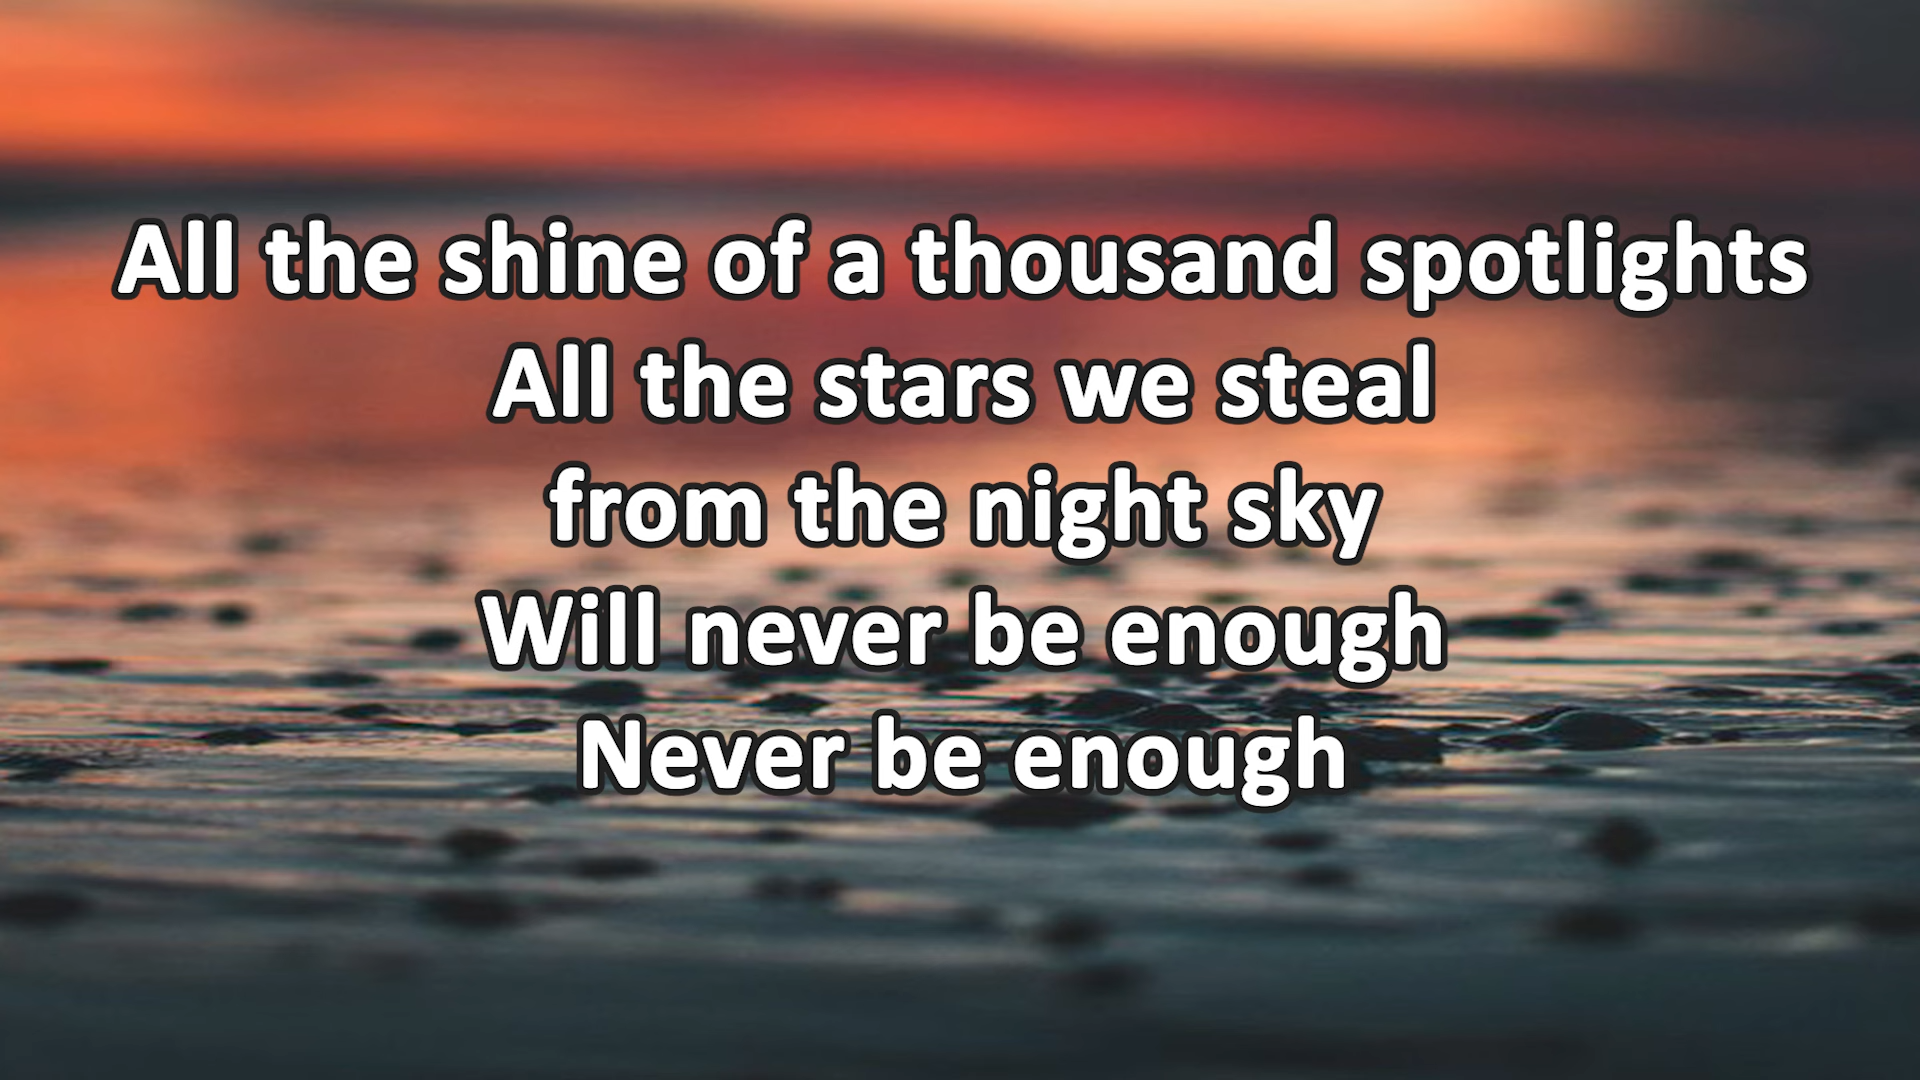 All the shine of a thousand spotlights
All the stars we steal
from the night sky
Will never be enough
Never be enough